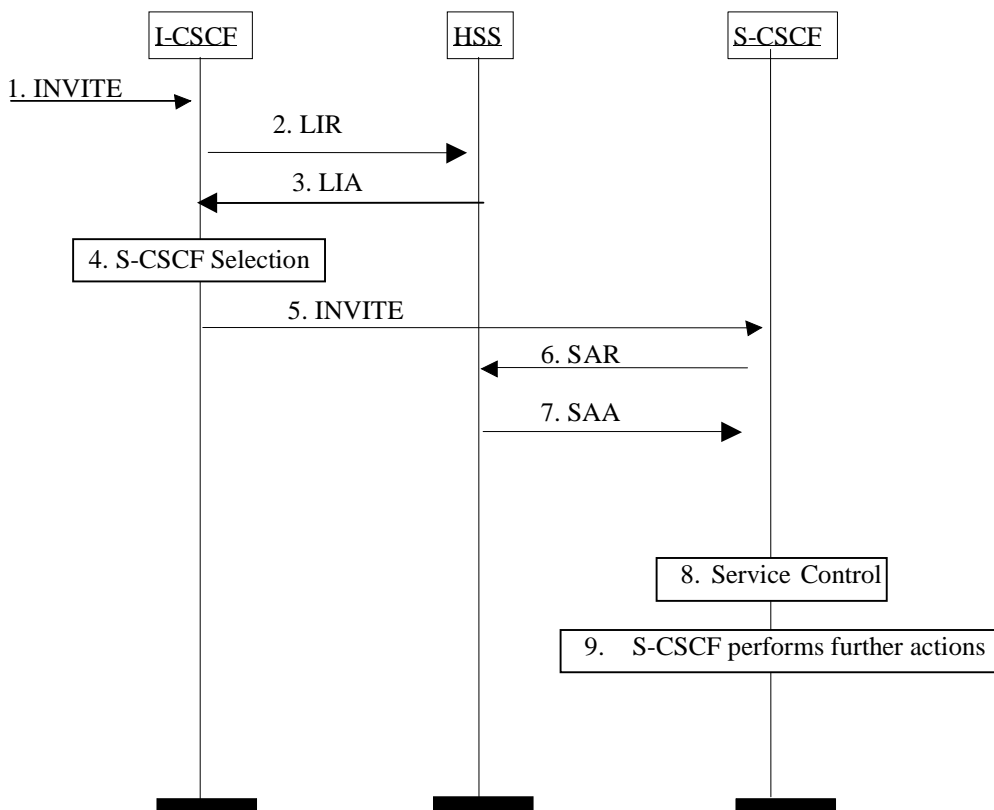 I-CSCF
HSS
S-CSCF
1. INVITE
2. LIR
3. LIA
4. S-CSCF Selection
5. INVITE
6. SAR
7. SAA
8. Service Control
9. S-CSCF performs further actions